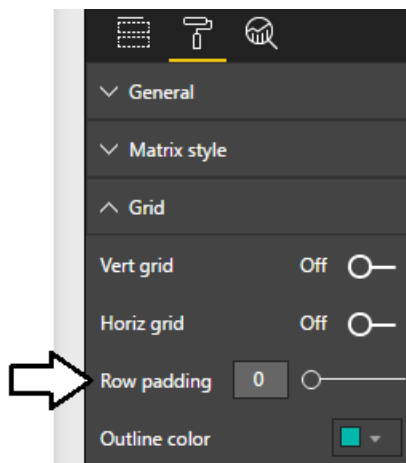 General
Matrix style
Grid
Vert grid Off
Horiz grid Off
Row padding 0
Outline color